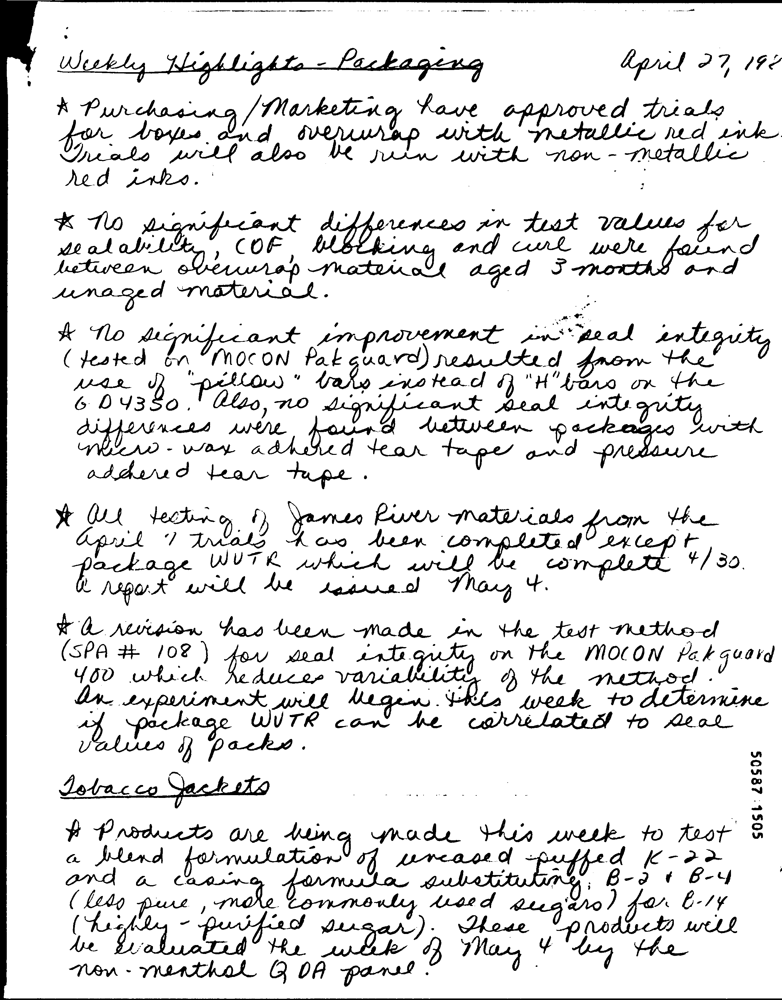 Weekly Highlights - Packaging April 27, 198
* Purchasing/Marketing have approved trials
for boxes and overwrap with metallic red ink.
Trials will also be run with non-metallic
red inks.
* No significant differences in test values for
sealability, COF, blocking and curl were found
between overwrap material aged 3 months and
unaged material.
* No significant improvement in seal integrity
(tested on MOCON Pakguard) resulted from the
use of "pillow" bars instead of "H" bars on the
GD4350. Also, no significant seal integrity
differences were found between packages with
micro-wax adhered tear tape and pressure
adhered tear tape.
* All testing of James River materials from the
April 7 trials has been completed except
package WVTR which will be complete 4/30.
A report will be issued May 4.
* A revision has been made in the test method
(SPA # 108) for seal integrity on the MOCON Pakguard
400 which reduces variability of the method.
An experiment will begin this week to determine
if package WVTR can be correlated to seal
values of packs.
Tobacco Jackets
* Products are being made this week to test
a blend formulation of uncased puffed K-22
and a casing formula substituting B-2 & B-4
(less pure, more commonly used sugars) for B-14
(highly-purified sugar). These products will
be evaluated the week of May 4 by the
non-menthol QDA panel.
50587 1505